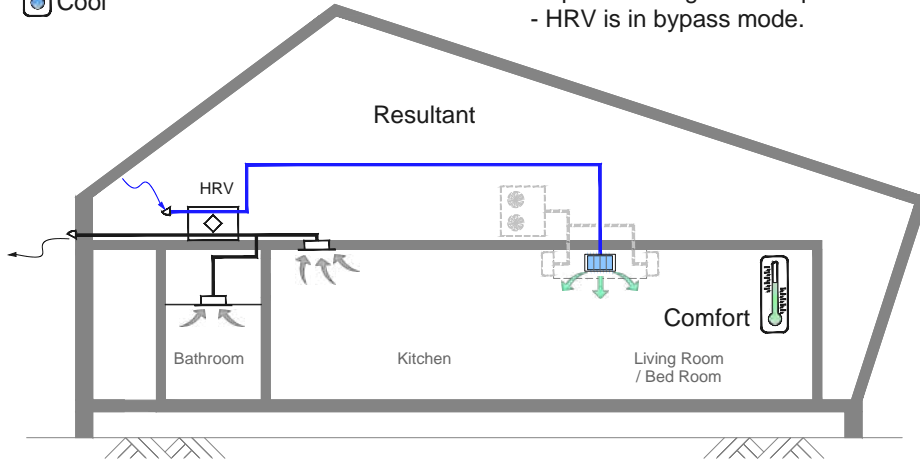 Cool
- HRV is in bypass mode.
Resultant
HRV
Comfort
Bathroom
Kitchen
Living Room
/ Bed Room